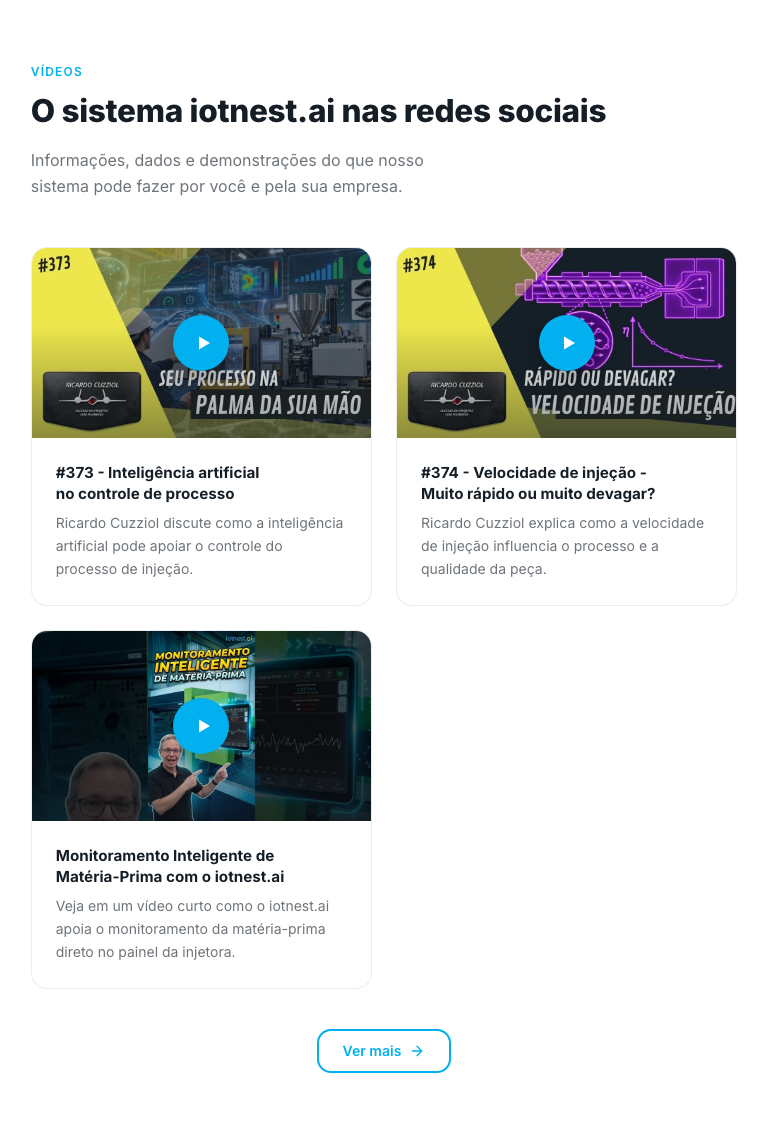 VÍDEOS
O sistema iotnest.ai nas redes sociais
Informações, dados e demonstrações do que nosso
sistema pode fazer por você e pela sua empresa.
#373
RICARDO CUZZIOL
SEU PROCESSO NA
PALMA DA SUA MÃO
#373 - Inteligência artificial
no controle de processo
Ricardo Cuzziol discute como a inteligência
artificial pode apoiar o controle do
processo de injeção.
#374
η
RICARDO CUZZIOL
RÁPIDO OU DEVAGAR?
VELOCIDADE DE INJEÇÃO
#374 - Velocidade de injeção -
Muito rápido ou muito devagar?
Ricardo Cuzziol explica como a velocidade
de injeção influencia o processo e a
qualidade da peça.
iotnest.ai
MONITORAMENTO
INTELIGENTE
DE MATÉRIA-PRIMA
Monitoramento Inteligente de
Matéria-Prima com o iotnest.ai
Veja em um vídeo curto como o iotnest.ai
apoia o monitoramento da matéria-prima
direto no painel da injetora.
Ver mais